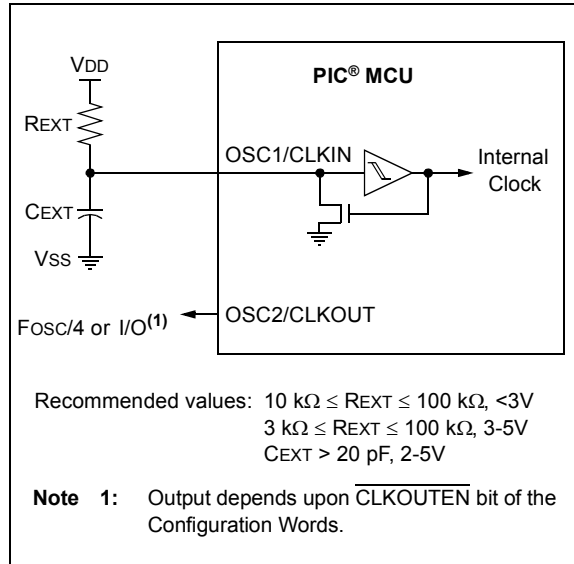 VDD
PIC® MCU
REXT
OSC1/CLKIN
Internal
Clock
CEXT
VSS
OSC2/CLKOUT
FOSC/4 or I/O(1)
Recommended values: 10 kΩ ≤ REXT ≤ 100 kΩ, <3V
3 kΩ ≤ REXT ≤ 100 kΩ, 3-5V
CEXT > 20 pF, 2-5V
Note 1: Output depends upon CLKOUTEN bit of the
Configuration Words.